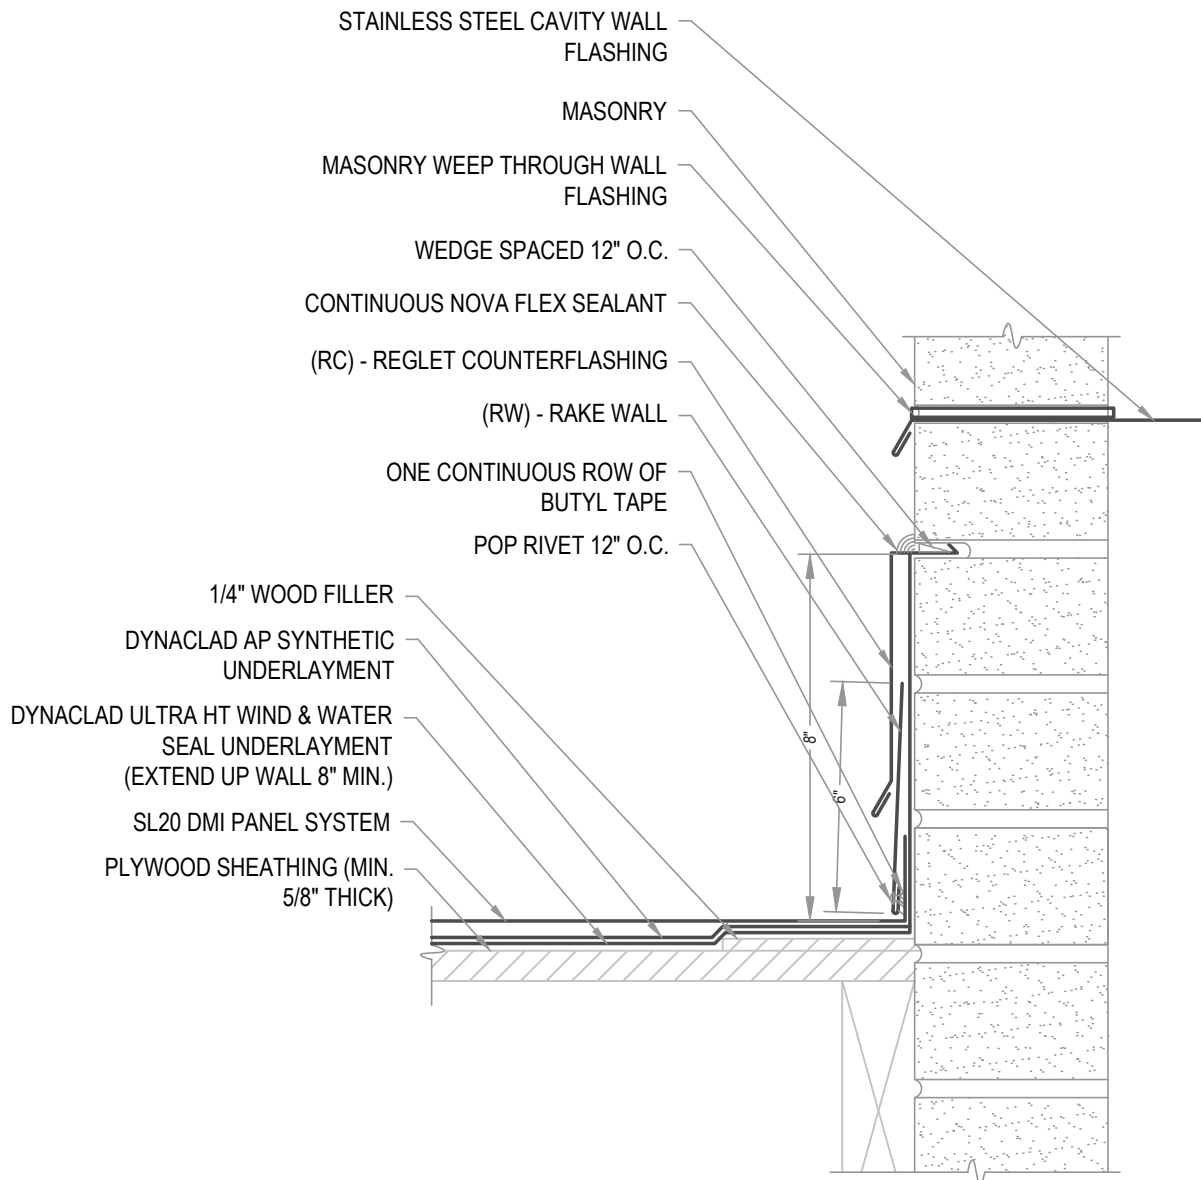 STAINLESS STEEL CAVITY WALL
FLASHING
MASONRY
MASONRY WEEP THROUGH WALL
FLASHING
WEDGE SPACED 12" O.C.
CONTINUOUS NOVA FLEX SEALANT
(RC) - REGLET COUNTERFLASHING
(RW) - RAKE WALL
ONE CONTINUOUS ROW OF
BUTYL TAPE
POP RIVET 12" O.C.
1/4" WOOD FILLER
DYNACLAD AP SYNTHETIC
UNDERLAYMENT
DYNACLAD ULTRA HT WIND & WATER
SEAL UNDERLAYMENT
(EXTEND UP WALL 8" MIN.)
SL20 DMI PANEL SYSTEM
PLYWOOD SHEATHING (MIN.
5/8" THICK)
8"
6"